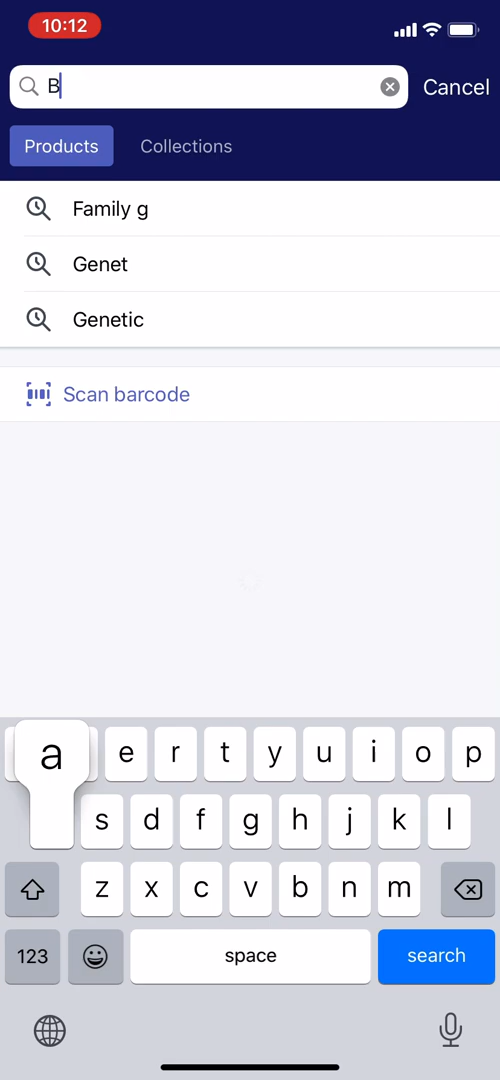 10:12
B
Cancel
Products Collections
Family g
Genet
Genetic
Scan barcode
a e r t y u i o p
s d f g h j k l
z x c v b n m
123 space search